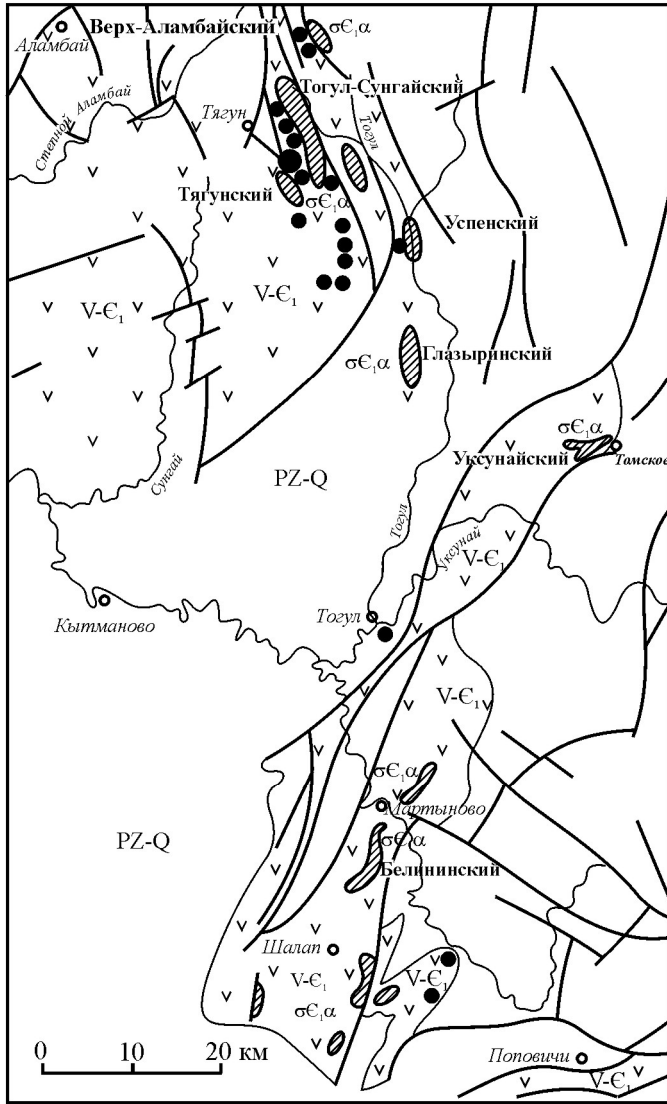 Аламбай
Верх-Аламбайский
σЄ₁α
Степной Аламбай
Тогул-Сунгайский
Тягун
Тогул
Тягунский
σЄ₁α
Успенский
V-Є₁
V-Є₁
σЄ₁α
Глазыринский
σЄ₁α
Уксунайский
Томское
Сунгай
PZ-Q
Тогул
Уксунай
V-Є₁
Кытманово
Тогул
V-Є₁
σЄ₁α
Мартыново
PZ-Q
σЄ₁α
Белининский
Шалап
V-Є₁
V-Є₁
σЄ₁α
0 10 20 км
Поповичи
V-Є₁